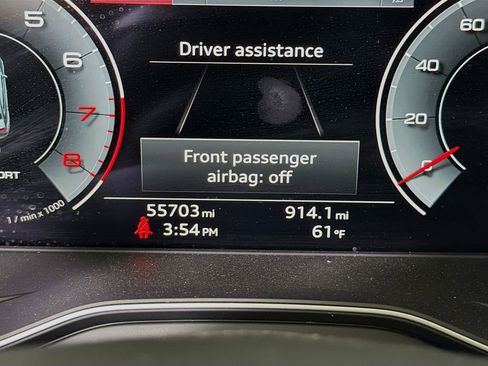 Driver assistance
5
6
7
8
1 / min x 1000
60
40
20
Front passenger
airbag: off
55703 mi
914.1 mi
3:54 PM
61°F